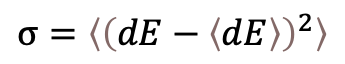 σ = ⟨(dE − ⟨dE⟩)²⟩